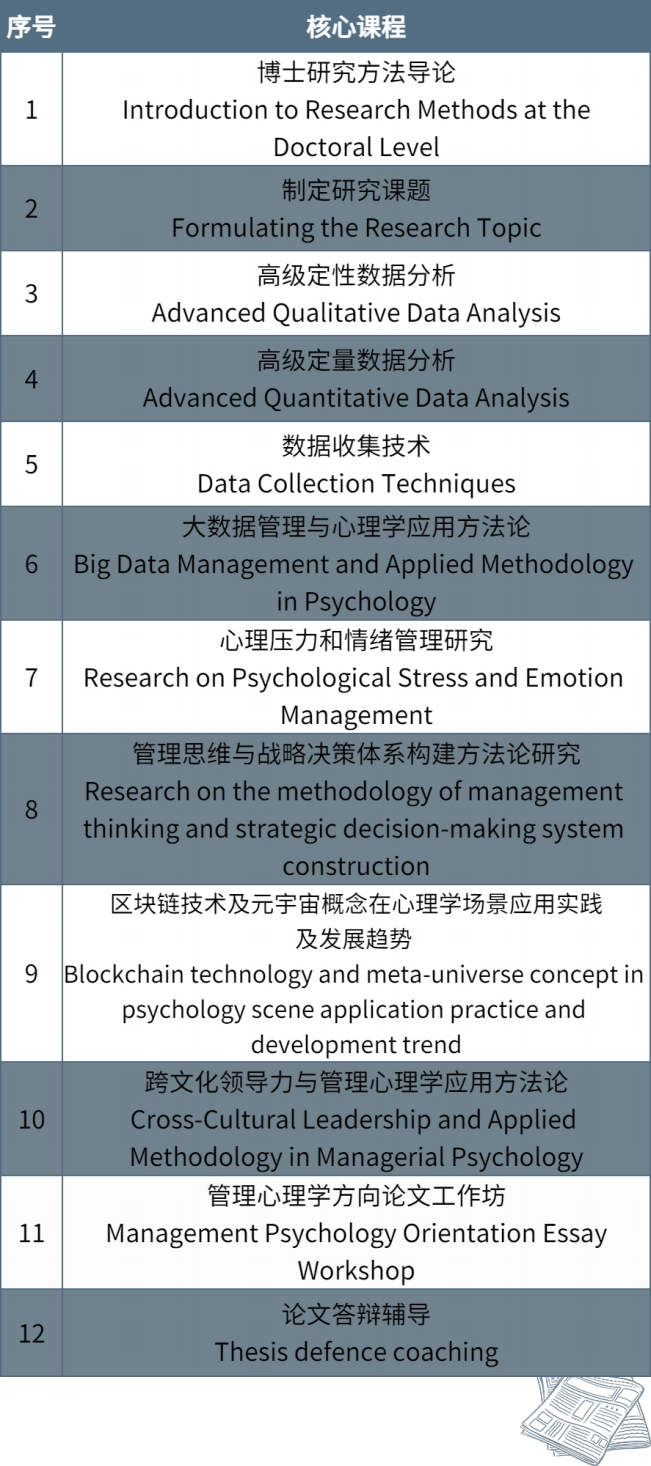 序号 核心课程
1
博士研究方法导论
Introduction to Research Methods at the
Doctoral Level
2
制定研究课题
Formulating the Research Topic
3
高级定性数据分析
Advanced Qualitative Data Analysis
4
高级定量数据分析
Advanced Quantitative Data Analysis
5
数据收集技术
Data Collection Techniques
6
大数据管理与心理学应用方法论
Big Data Management and Applied Methodology
in Psychology
7
心理压力和情绪管理研究
Research on Psychological Stress and Emotion
Management
8
管理思维与战略决策体系构建方法论研究
Research on the methodology of management
thinking and strategic decision-making system
construction
9
区块链技术及元宇宙概念在心理学场景应用实践
及发展趋势
Blockchain technology and meta-universe concept in
psychology scene application practice and
development trend
10
跨文化领导力与管理心理学应用方法论
Cross-Cultural Leadership and Applied
Methodology in Managerial Psychology
11
管理心理学方向论文工作坊
Management Psychology Orientation Essay
Workshop
12
论文答辩辅导
Thesis defence coaching